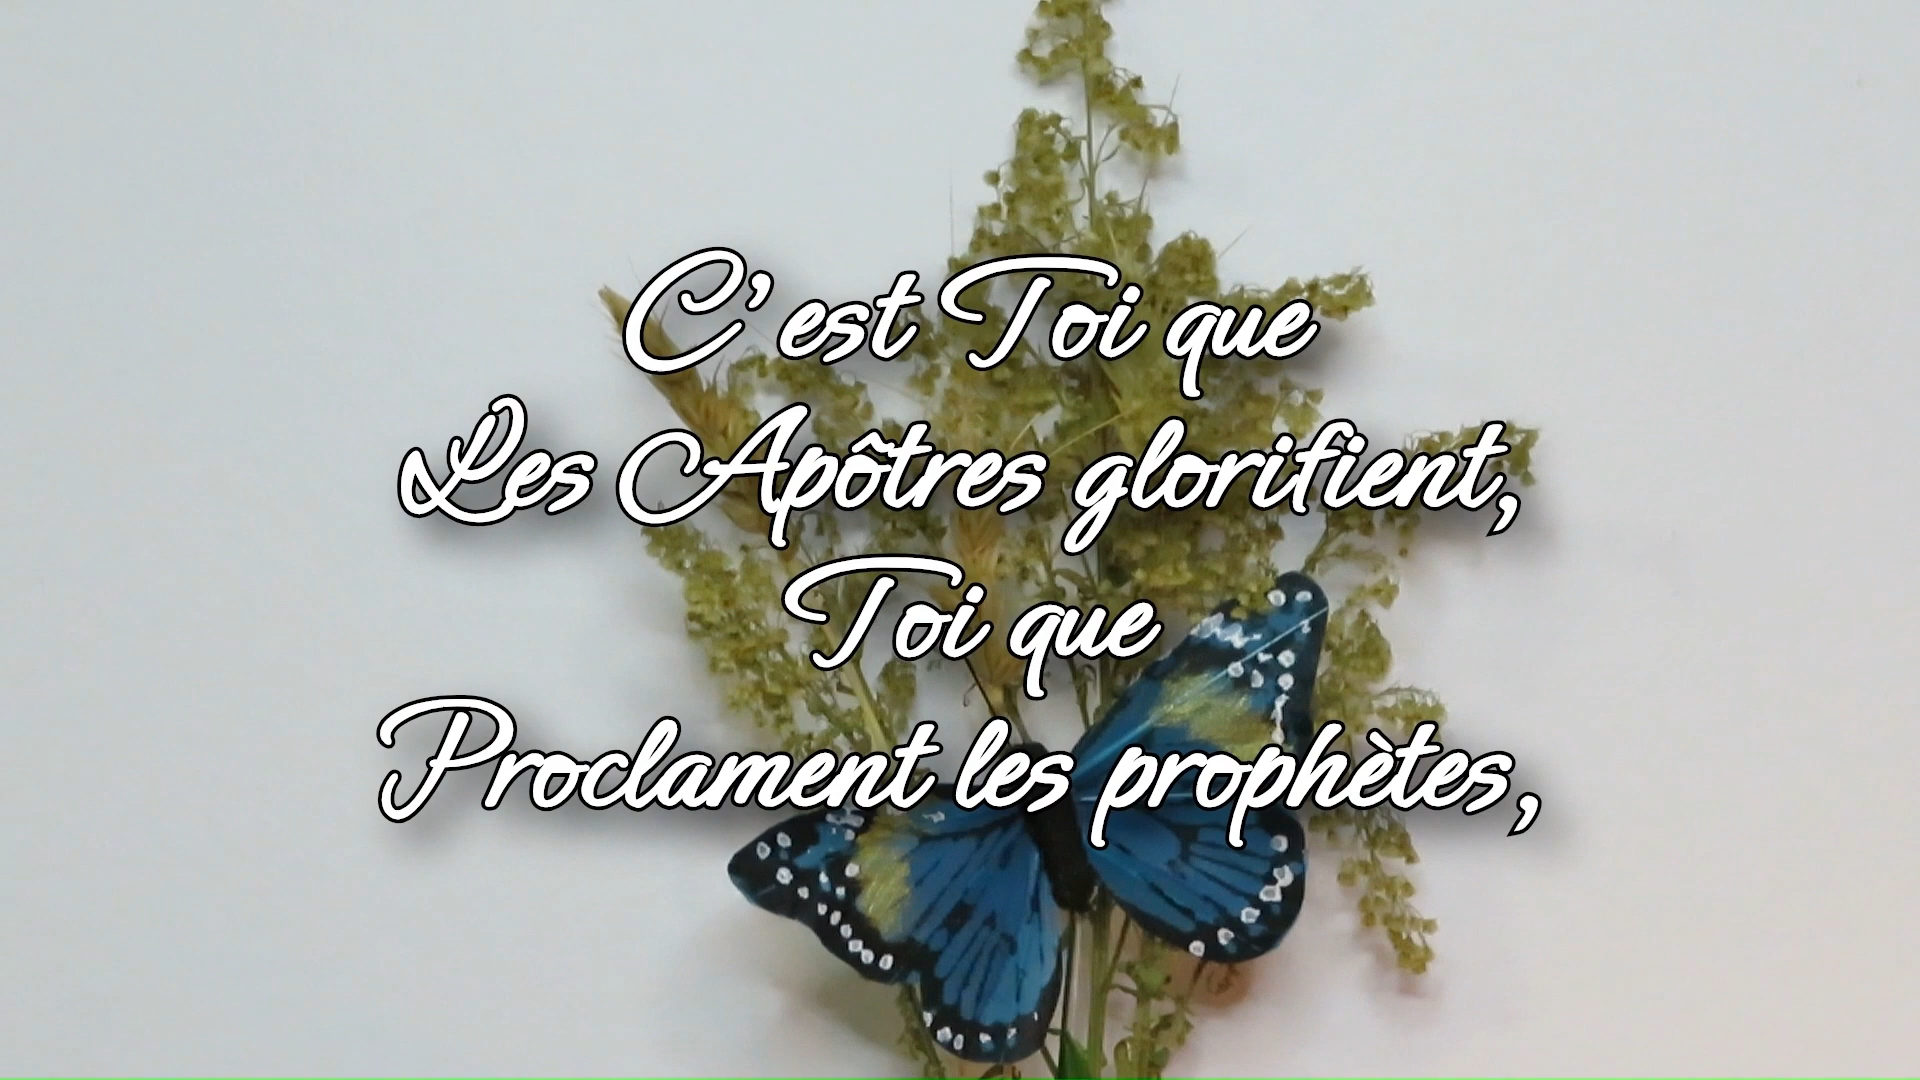 C'est Toi que
Les Apôtres glorifient,
Toi que
Proclament les prophètes,